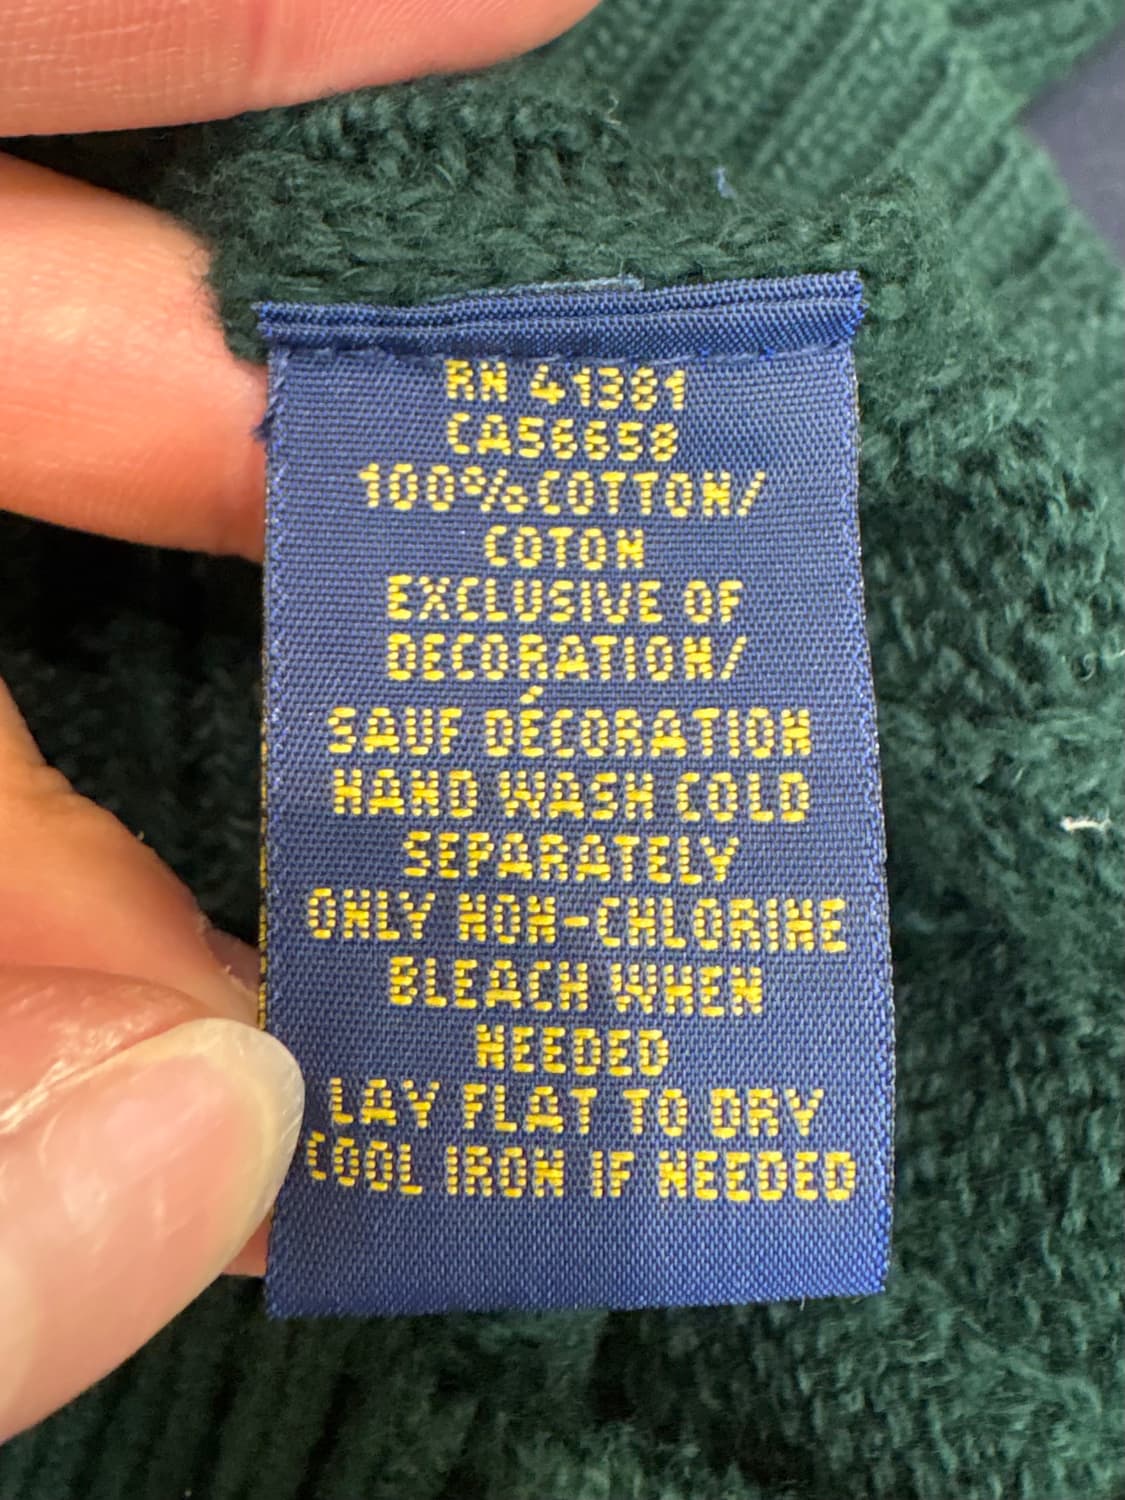 RN 41381
CA56658
100%COTTON/
COTON
EXCLUSIVE OF
DECORATION/
SAUF DÉCORATION
HAND WASH COLD
SEPARATELY
ONLY NON-CHLORINE
BLEACH WHEN
NEEDED
LAY FLAT TO DRY
COOL IRON IF NEEDED